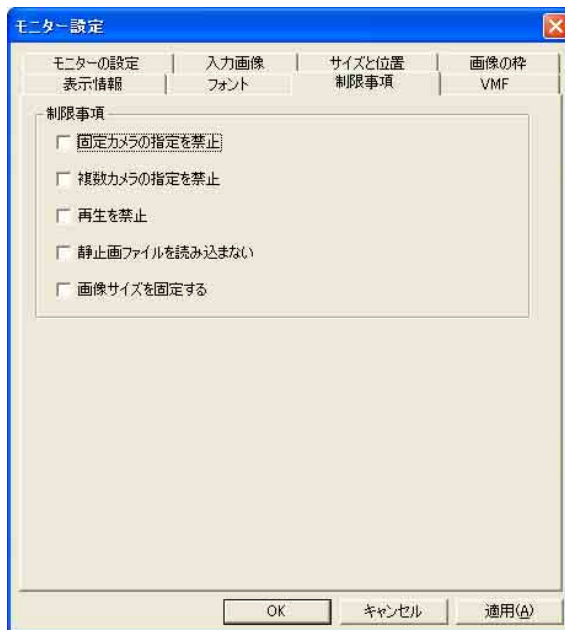 モニター設定
モニターの設定 入力画像 サイズと位置 画像の枠
表示情報 フォント 制限事項 VMF
制限事項
固定カメラの指定を禁止
複数カメラの指定を禁止
再生を禁止
静止画ファイルを読み込まない
画像サイズを固定する
OK キャンセル 適用(A)